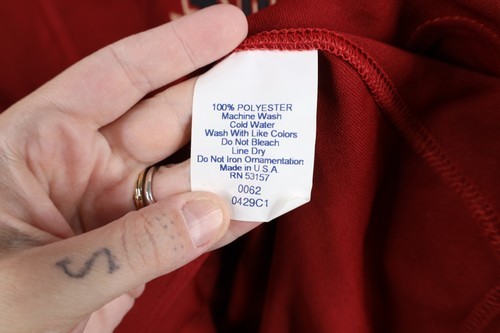 100% POLYESTER
Machine Wash
Cold Water
Wash With Like Colors
Do Not Bleach
Line Dry
Do Not Iron Ornamentation
Made in U.S.A
RN 53157
0062
0429C1